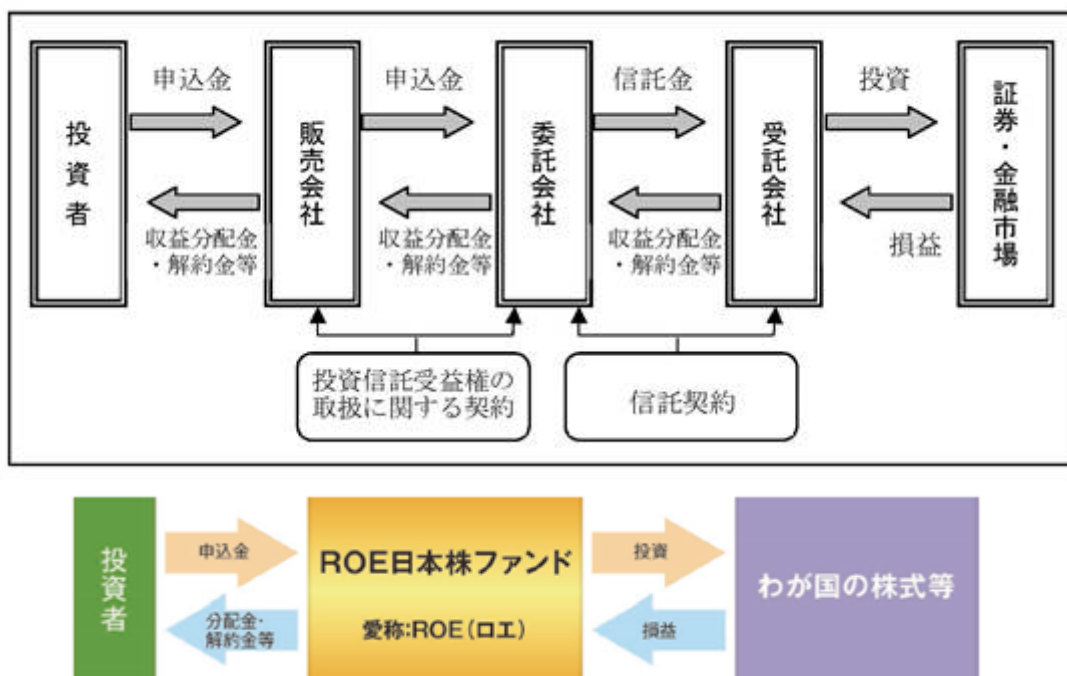 投資者
申込金
収益分配金
・解約金等
販売会社
申込金
収益分配金
・解約金等
委託会社
信託金
収益分配金
・解約金等
受託会社
投資
損益
証券・金融市場
投資信託受益権の
取扱に関する契約
信託契約
投資者
申込金
分配金・
解約金等
ROE日本株ファンド
愛称:ROE(ロエ)
投資
損益
わが国の株式等